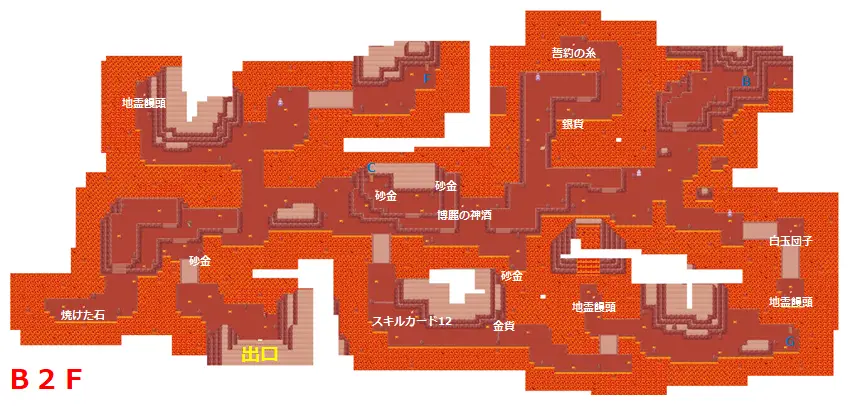 誓約の糸
B
地霊饅頭
銀貨
C
砂金
砂金
博麗の神酒
白玉団子
砂金
砂金
地霊饅頭
地霊饅頭
焼けた石
スキルカード12
金貨
出口
B2F